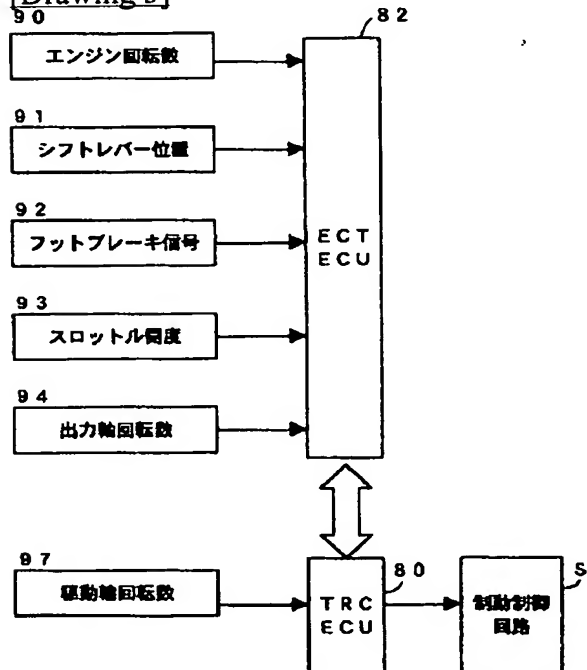 [Drawing 3]
90
エンジン回転数
82
91
シフトレバー位置
92
フットブレーキ信号
ECT
ECU
93
スロットル開度
94
出力軸回転数
97
駆動輪回転数
TRC
ECU
80
制動制御
回路
S